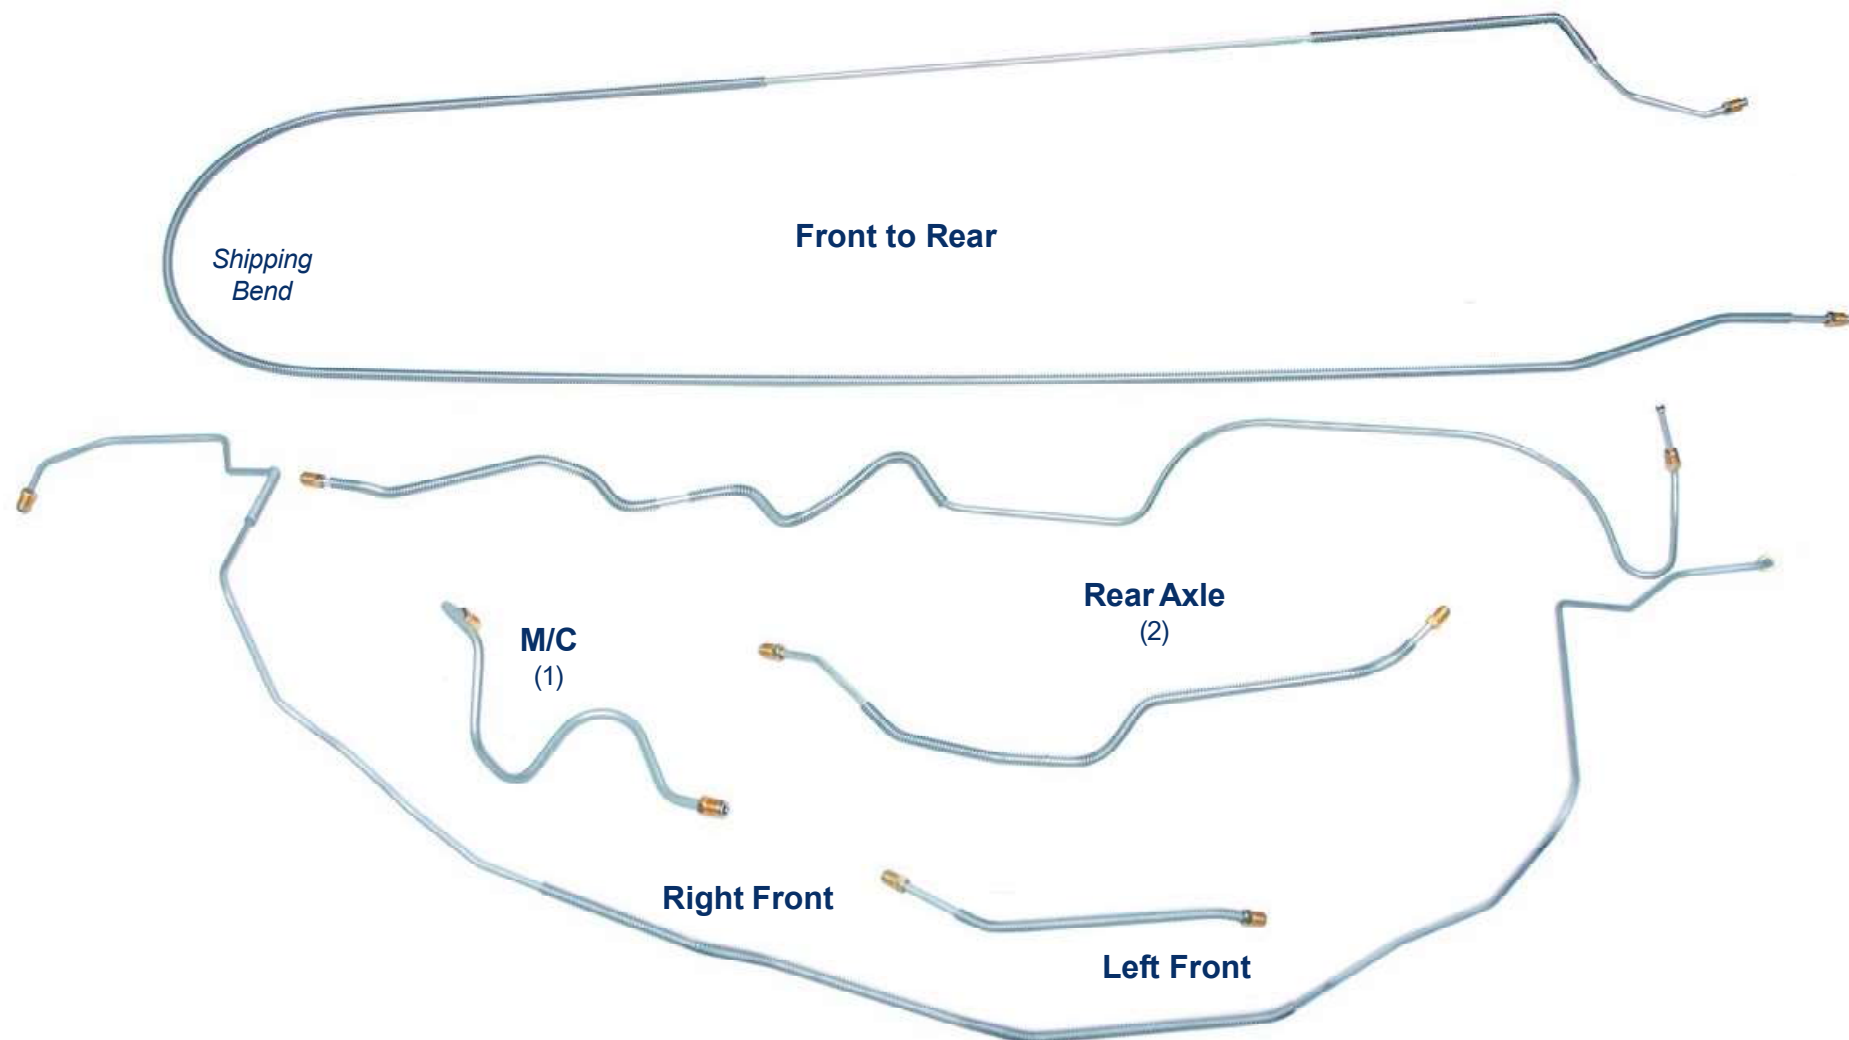 Front to Rear
Shipping
Bend
Rear Axle
(2)
M/C
(1)
Right Front
Left Front